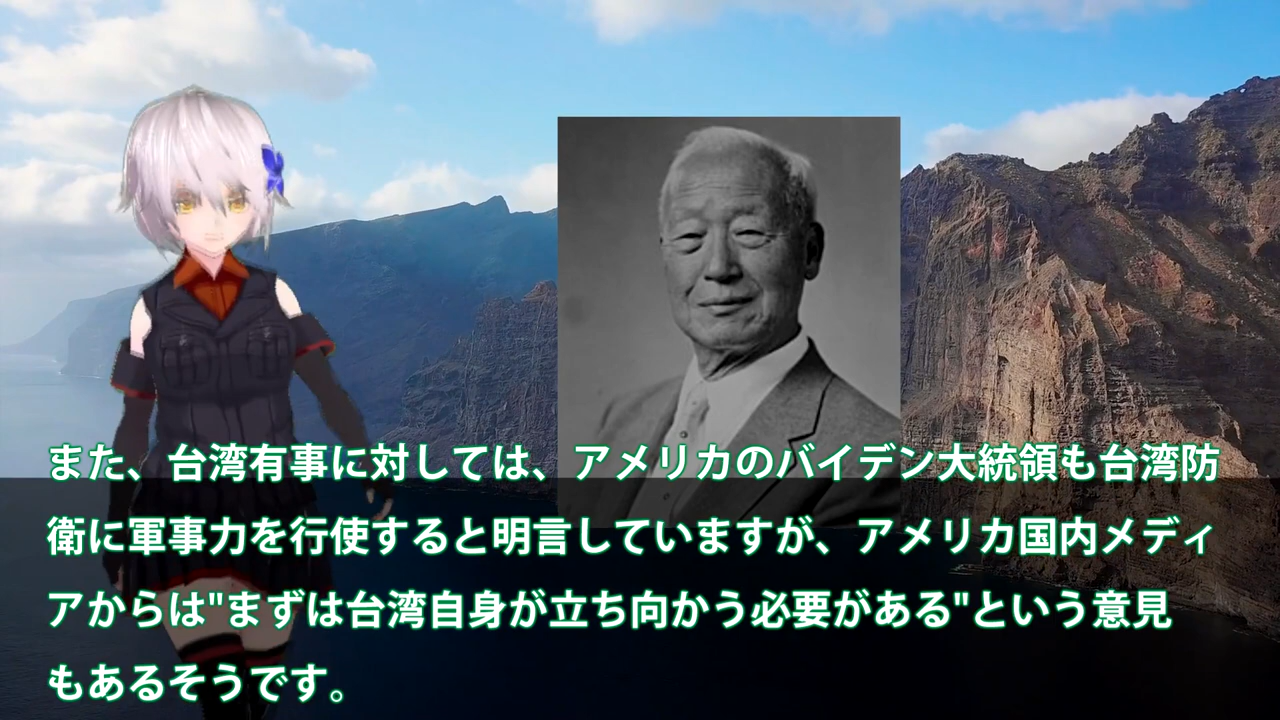 また、台湾有事に対しては、アメリカのバイデン大統領も台湾防
衛に軍事力を行使すると明言していますが、アメリカ国内メディ
アからは"まずは台湾自身が立ち向かう必要がある"という意見
もあるそうです。